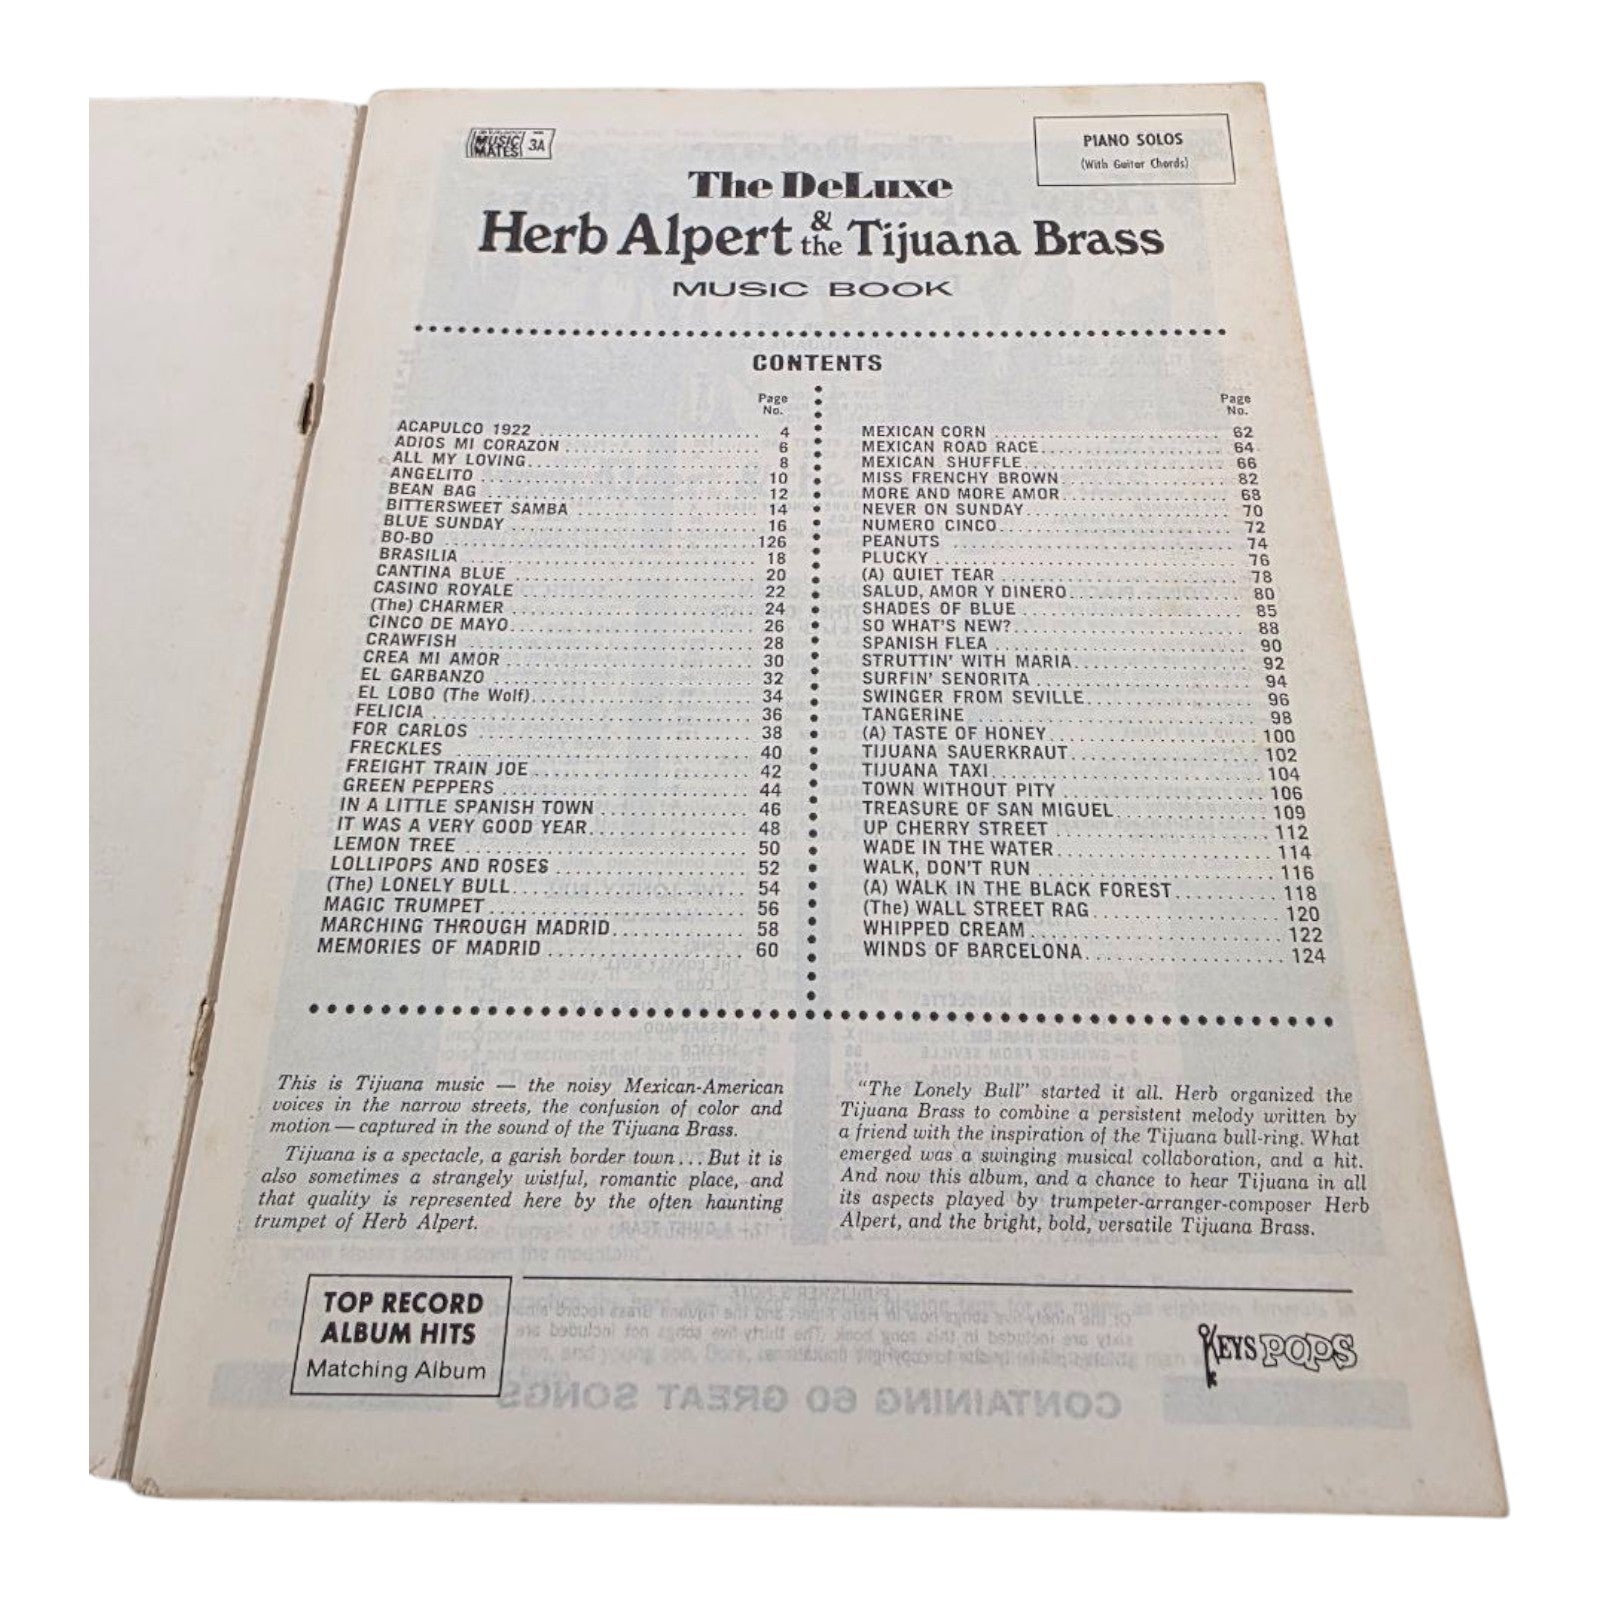 MUSIC MATES 3A
PIANO SOLOS
(With Guitar Chords)
The DeLuxe
Herb Alpert & the Tijuana Brass
MUSIC BOOK
CONTENTS
Page
No.
ACAPULCO 1922 4
ADIOS MI CORAZON 6
ALL MY LOVING 8
ANGELITO 10
BEAN BAG 12
BITTERSWEET SAMBA 14
BLUE SUNDAY 16
BO-BO 126
BRASILIA 18
CANTINA BLUE 20
CASINO ROYALE 22
(The) CHARMER 24
CINCO DE MAYO 26
CRAWFISH 28
CREA MI AMOR 30
EL GARBANZO 32
EL LOBO (The Wolf) 34
FELICIA 36
FOR CARLOS 38
FRECKLES 40
FREIGHT TRAIN JOE 42
GREEN PEPPERS 44
IN A LITTLE SPANISH TOWN 46
IT WAS A VERY GOOD YEAR 48
LEMON TREE 50
LOLLIPOPS AND ROSES 52
(The) LONELY BULL 54
MAGIC TRUMPET 56
MARCHING THROUGH MADRID 58
MEMORIES OF MADRID 60
Page
No.
MEXICAN CORN 62
MEXICAN ROAD RACE 64
MEXICAN SHUFFLE 66
MISS FRENCHY BROWN 82
MORE AND MORE AMOR 68
NEVER ON SUNDAY 70
NUMERO CINCO 72
PEANUTS 74
PLUCKY 76
(A) QUIET TEAR 78
SALUD, AMOR Y DINERO 80
SHADES OF BLUE 85
SO WHAT'S NEW? 88
SPANISH FLEA 90
STRUTTIN' WITH MARIA 92
SURFIN' SENORITA 94
SWINGER FROM SEVILLE 96
TANGERINE 98
(A) TASTE OF HONEY 100
TIJUANA SAUERKRAUT 102
TIJUANA TAXI 104
TOWN WITHOUT PITY 106
TREASURE OF SAN MIGUEL 109
UP CHERRY STREET 112
WADE IN THE WATER 114
WALK, DON'T RUN 116
(A) WALK IN THE BLACK FOREST 118
(The) WALL STREET RAG 120
WHIPPED CREAM 122
WINDS OF BARCELONA 124
This is Tijuana music — the noisy Mexican-American
voices in the narrow streets, the confusion of color and
motion — captured in the sound of the Tijuana Brass.
Tijuana is a spectacle, a garish border town... But it is
also sometimes a strangely wistful, romantic place, and
that quality is represented here by the often haunting
trumpet of Herb Alpert.
"The Lonely Bull" started it all. Herb organized the
Tijuana Brass to combine a persistent melody written by
a friend with the inspiration of the Tijuana bull-ring. What
emerged was a swinging musical collaboration, and a hit.
And now this album, and a chance to hear Tijuana in all
its aspects played by trumpeter-arranger-composer Herb
Alpert, and the bright, bold, versatile Tijuana Brass.
TOP RECORD
ALBUM HITS
Matching Album
KEYS POPS
CONTAINING 60 GREAT SONGS